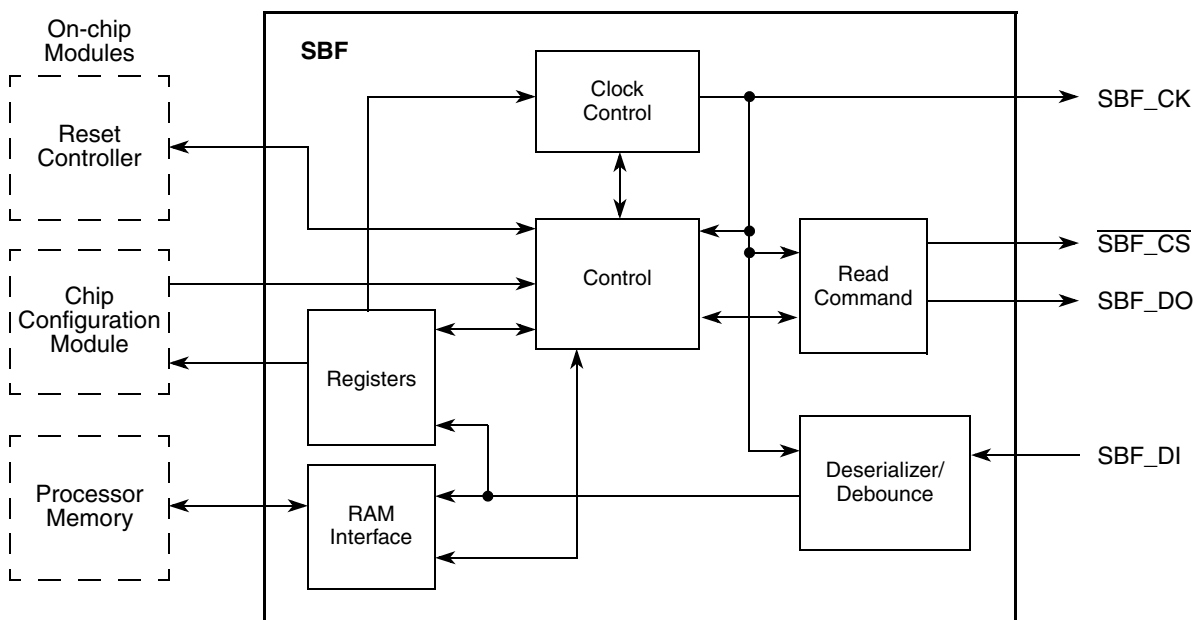 On-chip
Modules
SBF
Reset
Controller
Clock
Control
SBF_CK
Chip
Configuration
Module
Control
Read
Command
SBF_CS
SBF_DO
Registers
Processor
Memory
RAM
Interface
Deserializer/
Debounce
SBF_DI